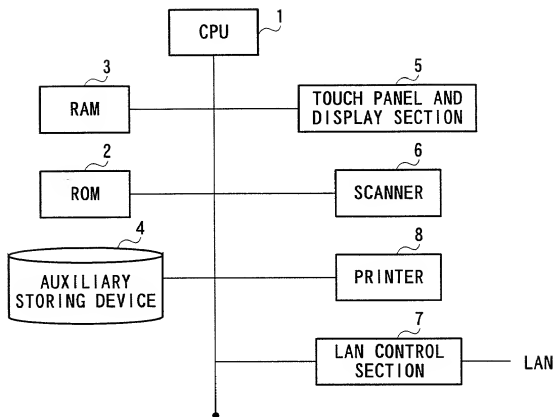 CPU
1
3
RAM
5
TOUCH PANEL AND
DISPLAY SECTION
2
ROM
6
SCANNER
4
AUXILIARY
STORING DEVICE
8
PRINTER
7
LAN CONTROL
SECTION
LAN